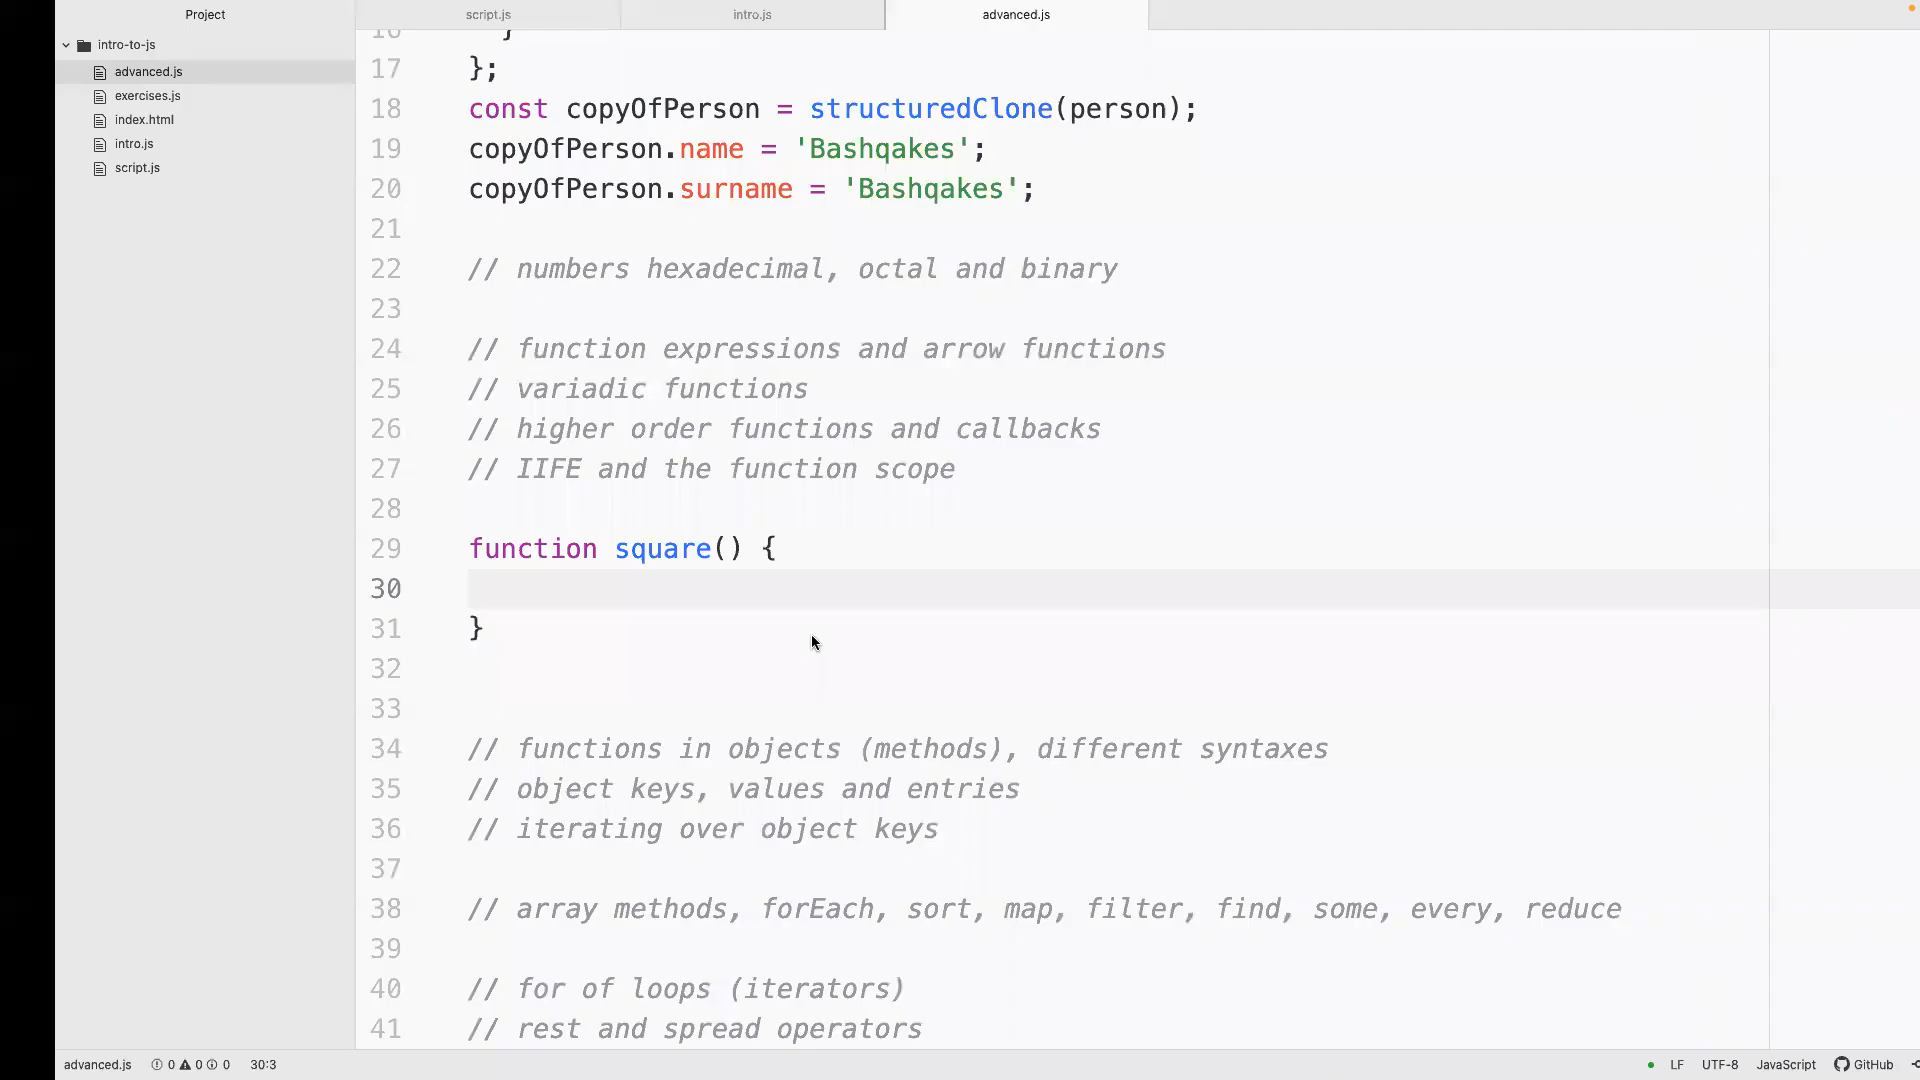 Project
script.js
intro.js
advanced.js
intro-to-js
advanced.js
exercises.js
index.html
intro.js
script.js
16 }
17 };
18 const copyOfPerson = structuredClone(person);
19 copyOfPerson.name = 'Bashqakes';
20 copyOfPerson.surname = 'Bashqakes';
21
22 // numbers hexadecimal, octal and binary
23
24 // function expressions and arrow functions
25 // variadic functions
26 // higher order functions and callbacks
27 // IIFE and the function scope
28
29 function square() {
30
31 }
32
33
34 // functions in objects (methods), different syntaxes
35 // object keys, values and entries
36 // iterating over object keys
37
38 // array methods, forEach, sort, map, filter, find, some, every, reduce
39
40 // for of loops (iterators)
41 // rest and spread operators
advanced.js 0 0 0 30:3 LF UTF-8 JavaScript GitHub